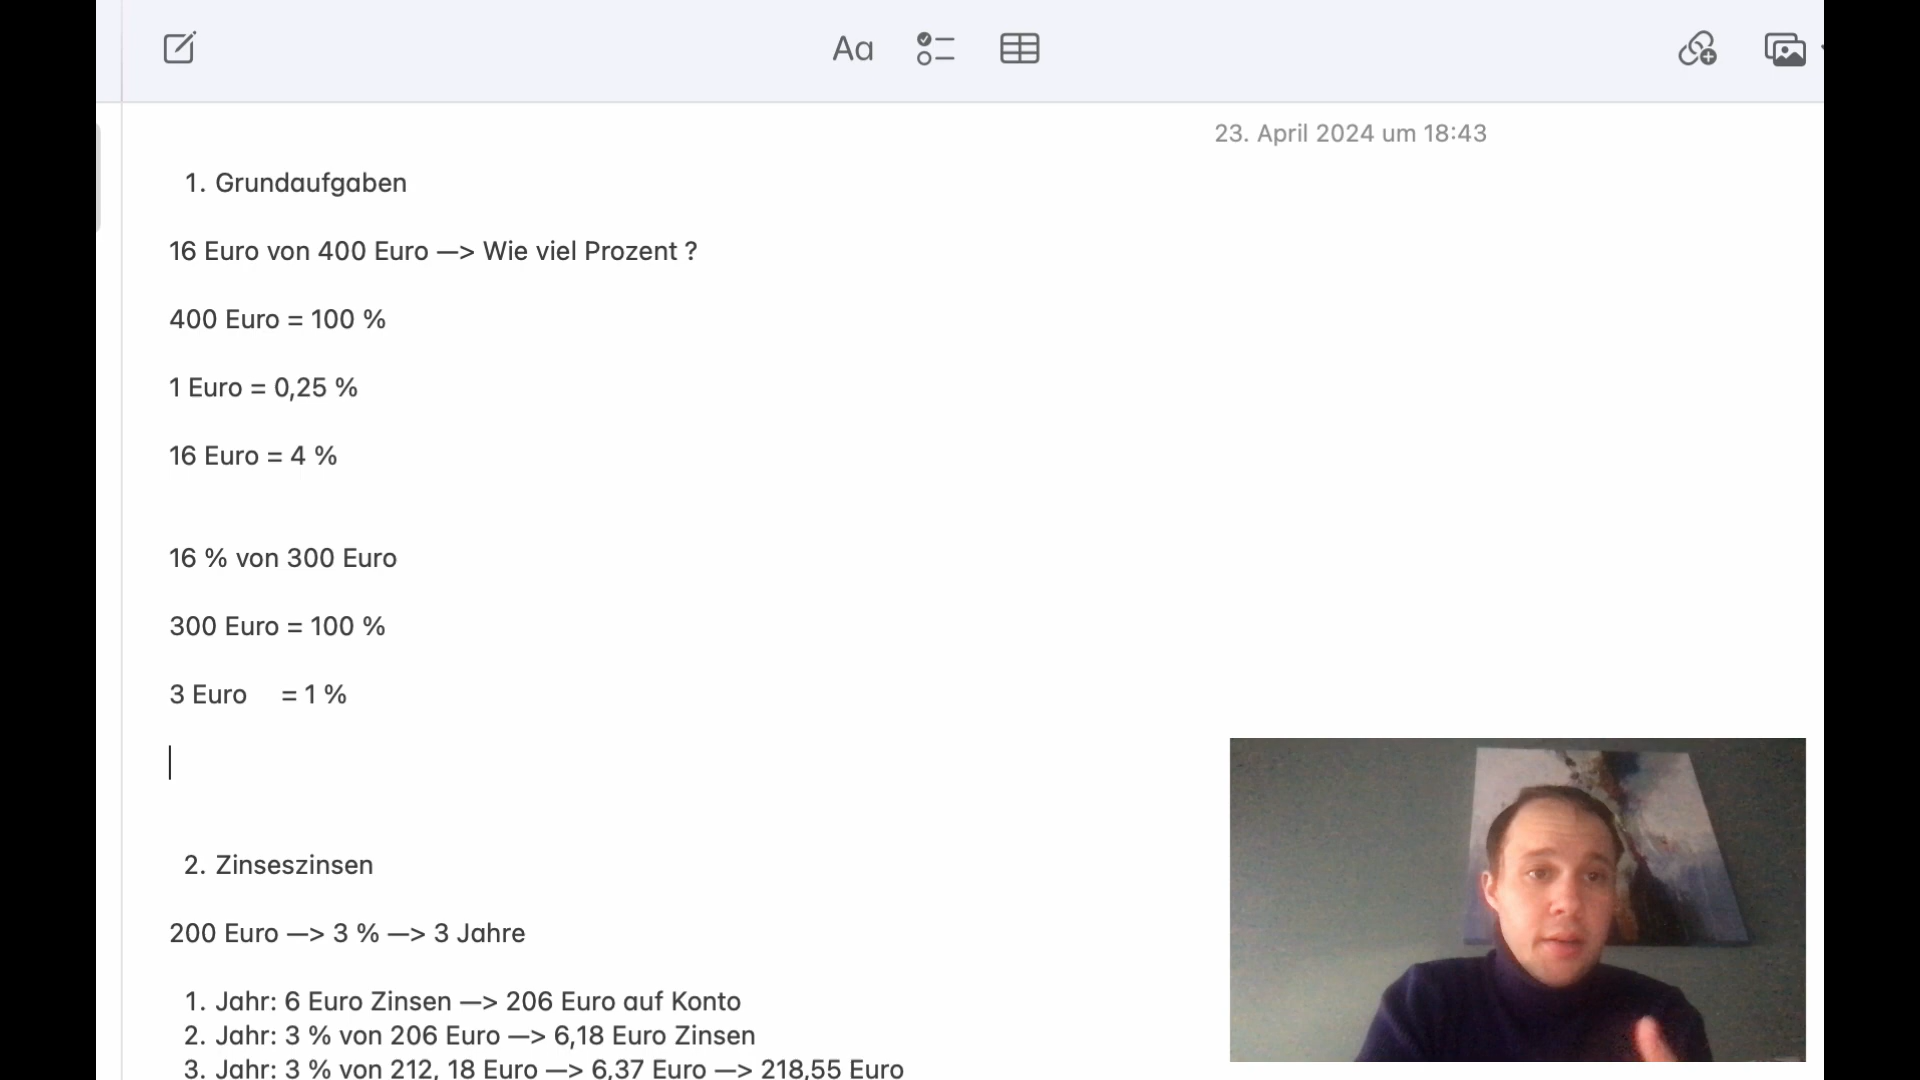 Aa
23. April 2024 um 18:43
1. Grundaufgaben
16 Euro von 400 Euro —> Wie viel Prozent ?
400 Euro = 100 %
1 Euro = 0,25 %
16 Euro = 4 %
16 % von 300 Euro
300 Euro = 100 %
3 Euro = 1 %
2. Zinseszinsen
200 Euro —> 3 % —> 3 Jahre
1. Jahr: 6 Euro Zinsen —> 206 Euro auf Konto
2. Jahr: 3 % von 206 Euro —> 6,18 Euro Zinsen
3. Jahr: 3 % von 212, 18 Euro —> 6,37 Euro —> 218,55 Euro